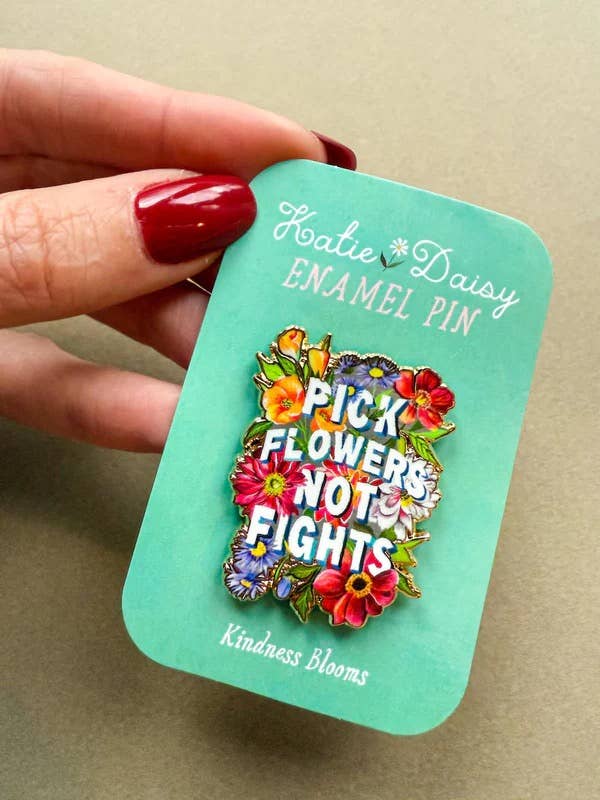 Katie Daisy
ENAMEL PIN
PICK
FLOWERS
NOT
FIGHTS
Kindness Blooms